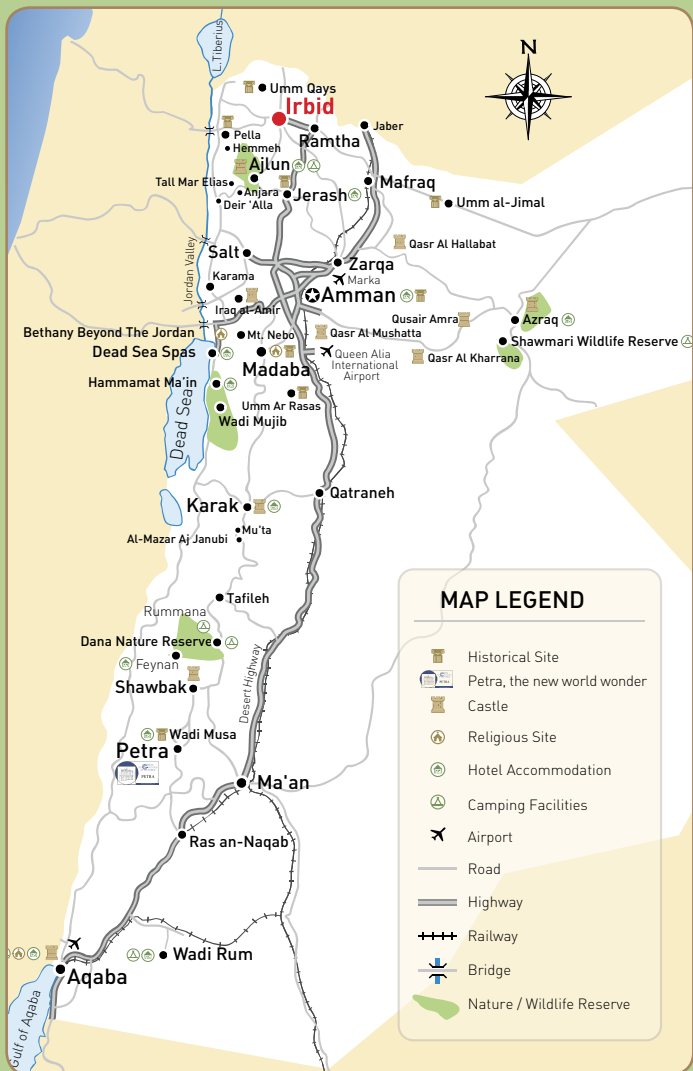 L.Tiberius
N
Umm Qays
Irbid
Jaber
Pella
Ramtha
Hemmeh
Ajlun
Tall Mar Elias
Anjara
Jerash
Mafraq
Deir 'Alla
Umm al-Jimal
Qasr Al Hallabat
Jordan Valley
Salt
Zarqa
Karama
Marka
Amman
Iraq al-Amir
Qusair Amra
Azraq
Bethany Beyond The Jordan
Mt. Nebo
Qasr Al Mushatta
Shawmari Wildlife Reserve
Dead Sea Spas
Madaba
Queen Alia
International
Airport
Qasr Al Kharrana
Hammamat Ma'in
Umm Ar Rasas
Wadi Mujib
Dead Sea
Karak
Qatraneh
Mu'ta
Al-Mazar Aj Janubi
Tafileh
Rummana
Dana Nature Reserve
Feynan
Shawbak
Desert Highway
Wadi Musa
Petra
PETRA
Ma'an
Ras an-Naqab
Wadi Rum
Aqaba
Gulf of Aqaba
MAP LEGEND
Historical Site
PETRA
Petra, the new world wonder
Castle
Religious Site
Hotel Accommodation
Camping Facilities
Airport
Road
Highway
Railway
Bridge
Nature / Wildlife Reserve